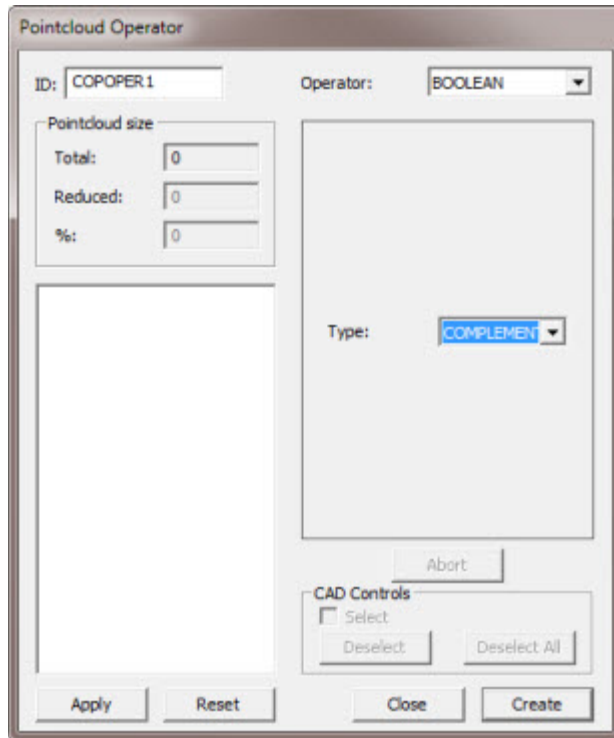 Pointcloud Operator
ID: COPOPER1
Operator: BOOLEAN
Pointcloud size
Total: 0
Reduced: 0
%: 0
Type: COMPLEMENT
Abort
CAD Controls
Select
Deselect Deselect All
Apply Reset Close Create